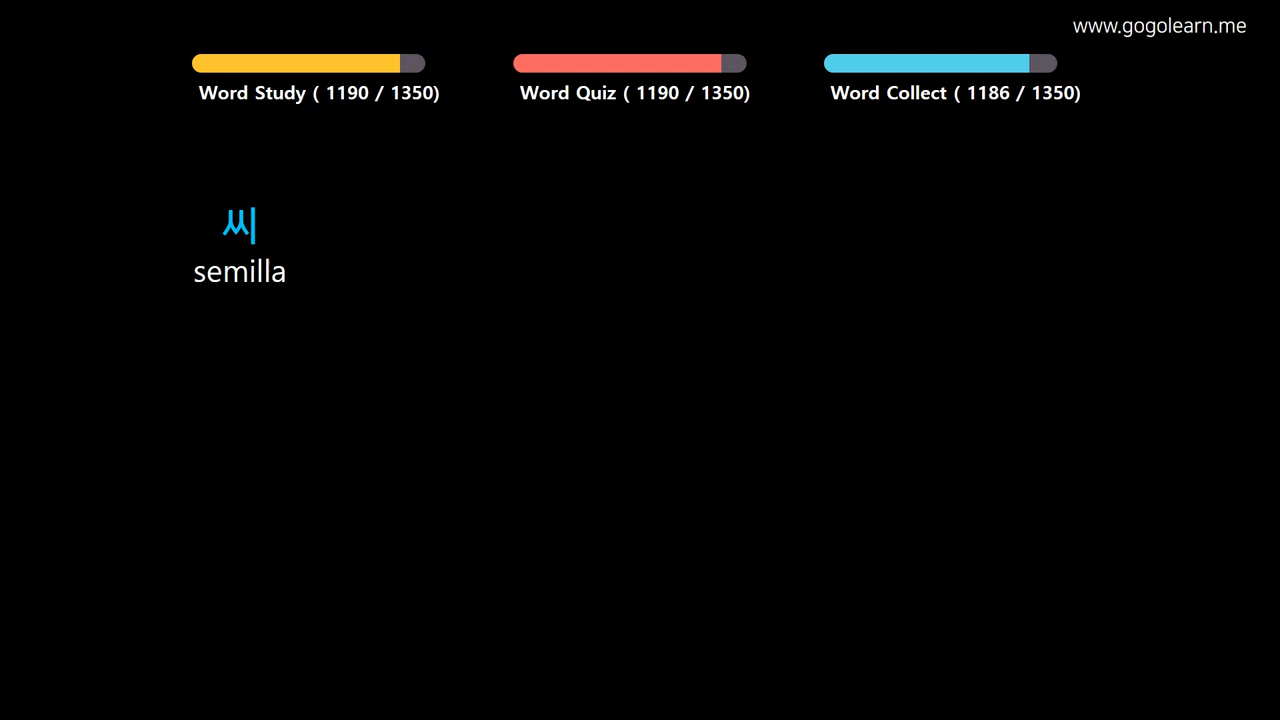 www.gogolearn.me
Word Study ( 1190 / 1350)
Word Quiz ( 1190 / 1350)
Word Collect ( 1186 / 1350)
씨
semilla